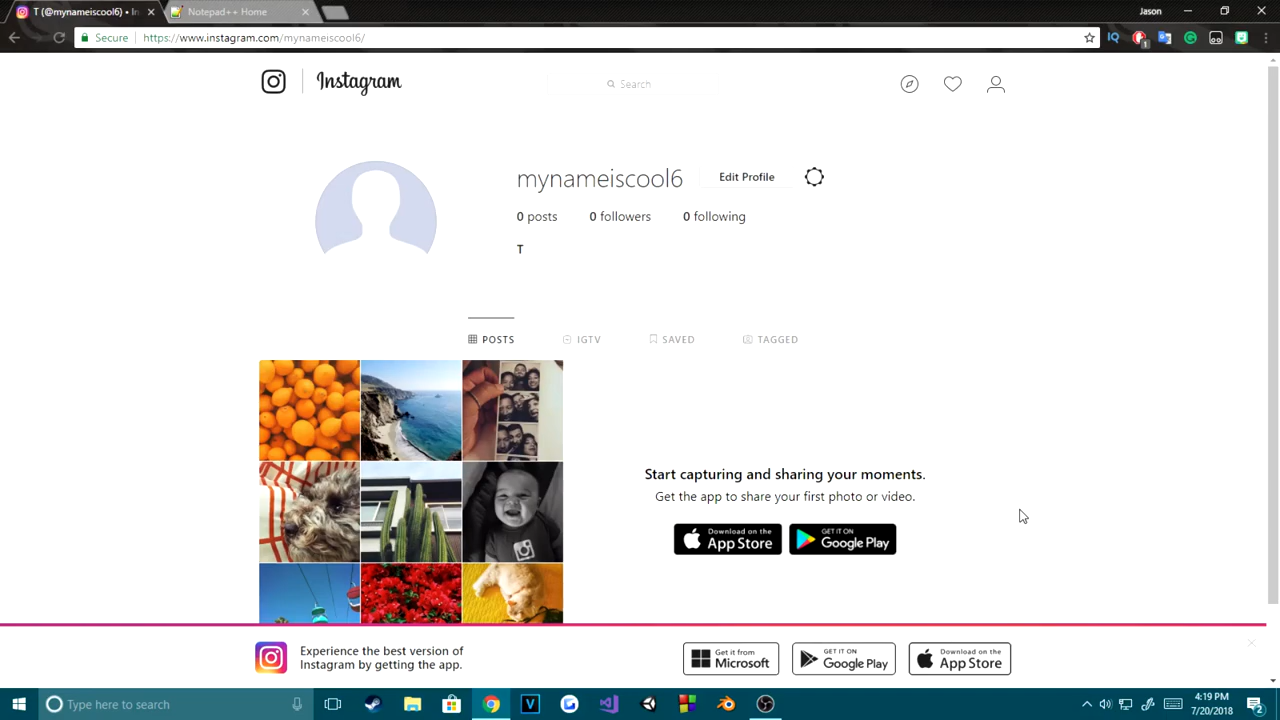 T (@mynameiscool6) • In
Notepad++ Home
Jason
Secure
https://www.instagram.com/mynameiscool6/
1
Instagram
Search
mynameiscool6
Edit Profile
0 posts
0 followers
0 following
T
POSTS
IGTV
SAVED
TAGGED
Start capturing and sharing your moments.
Get the app to share your first photo or video.
Download on the
App Store
GET IT ON
Google Play
Experience the best version of
Instagram by getting the app.
Get it from
Microsoft
GET IT ON
Google Play
Download on the
App Store
Type here to search
4:19 PM
7/20/2018
2